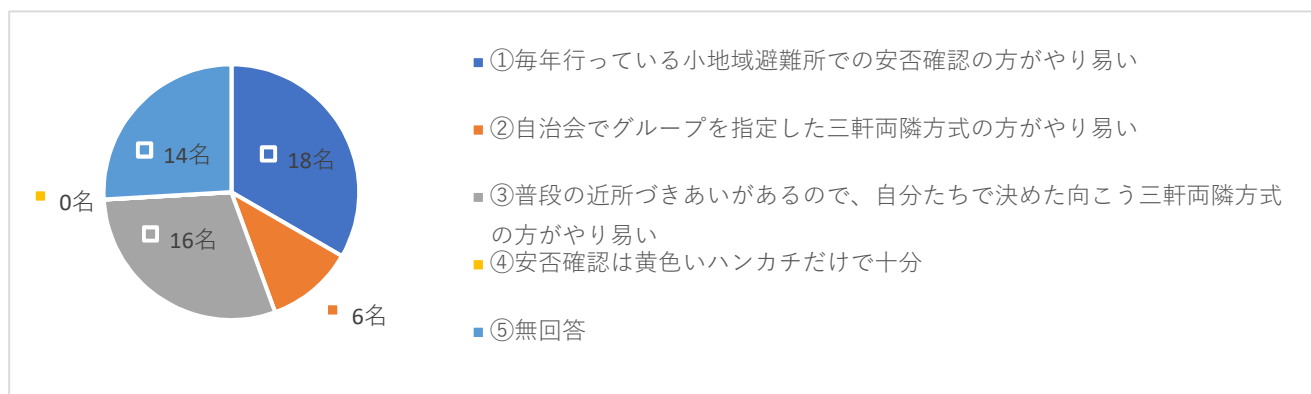 18名
6名
16名
0名
14名
①毎年行っている小地域避難所での安否確認の方がやり易い
②自治会でグループを指定した三軒両隣方式の方がやり易い
③普段の近所づきあいがあるので、自分たちで決めた向こう三軒両隣方式
の方がやり易い
④安否確認は黄色いハンカチだけで十分
⑤無回答